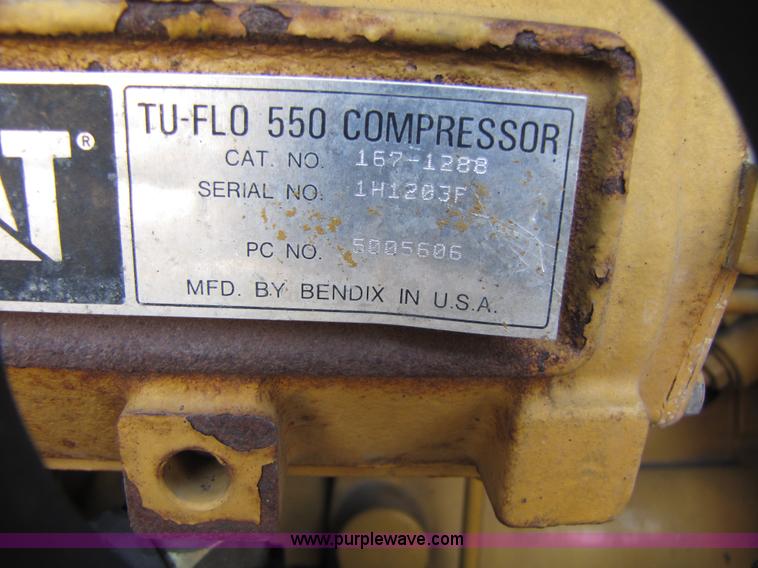 AT®
TU-FLO 550 COMPRESSOR
CAT. NO. 167-1288
SERIAL NO. 1H1203F
PC NO. 5005606
MFD. BY BENDIX IN U.S.A.
www.purplewave.com